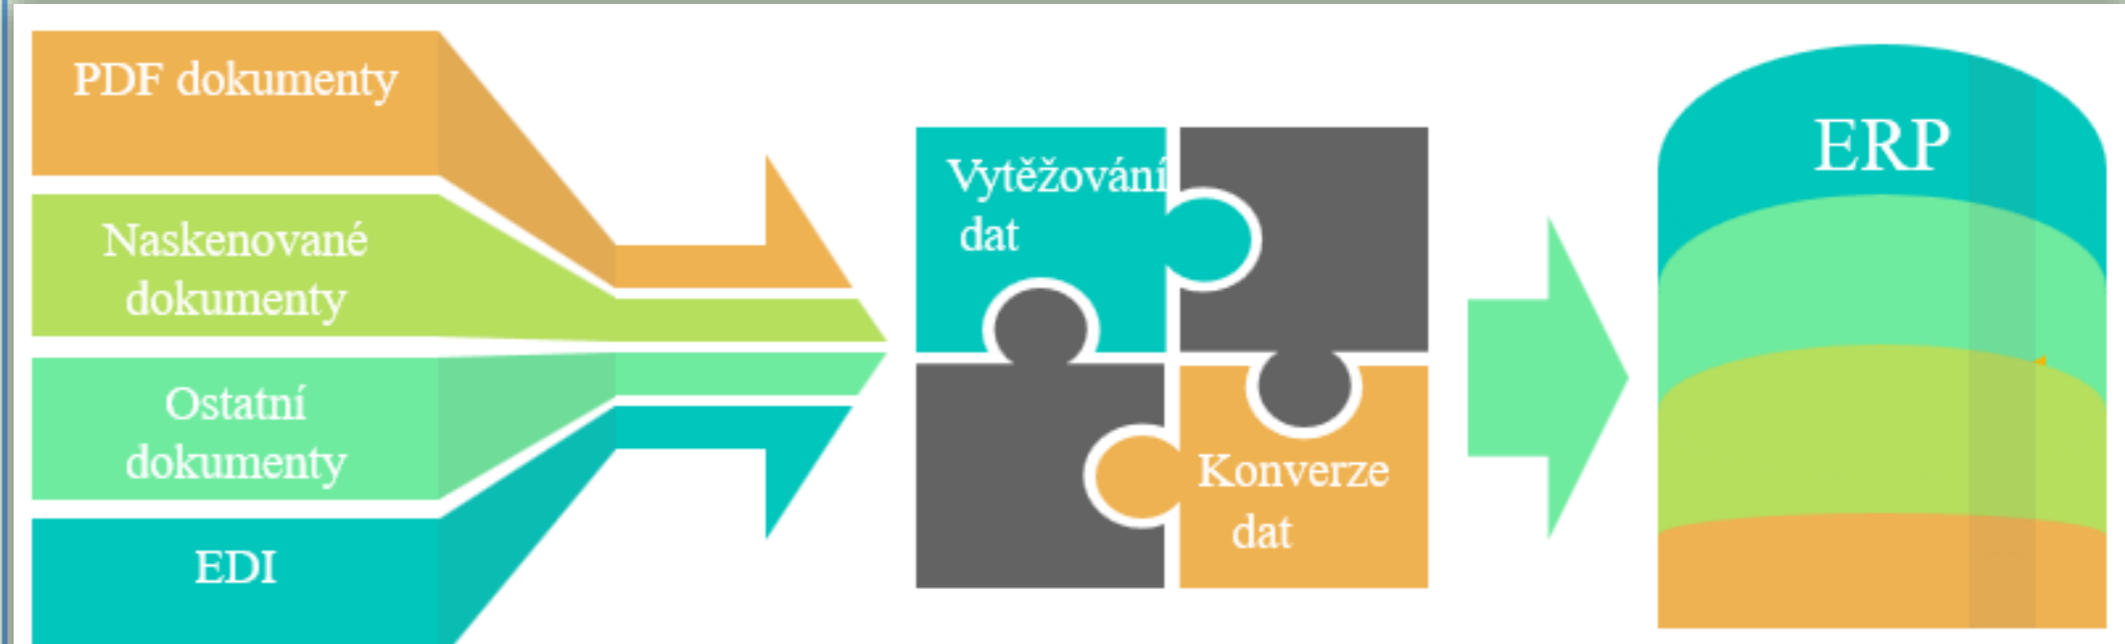 PDF dokumenty
Naskenované
dokumenty
Ostatní
dokumenty
EDI
Vytěžování
dat
Konverze
dat
ERP